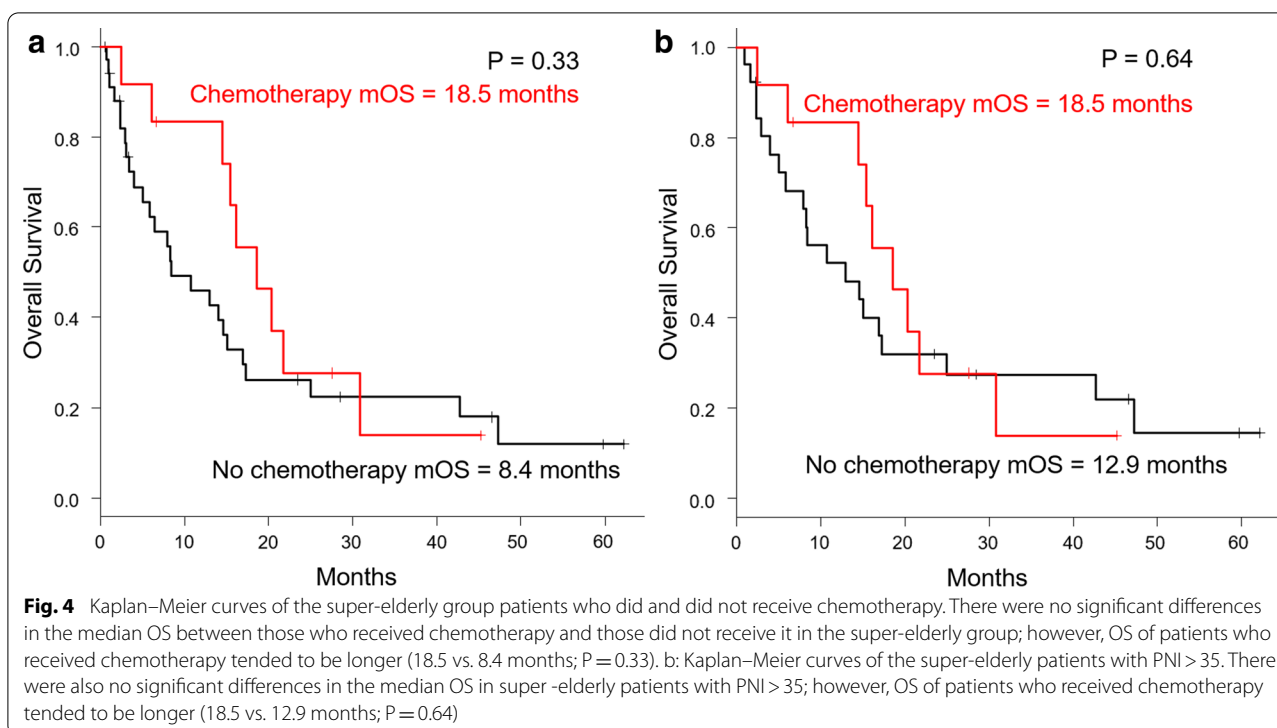 a
P = 0.33
Chemotherapy mOS = 18.5 months
1.0
0.8
0.6
0.4
0.2
0.0
Overall Survival
No chemotherapy mOS = 8.4 months
0 10 20 30 40 50 60
Months
b
P = 0.64
Chemotherapy mOS = 18.5 months
1.0
0.8
0.6
0.4
0.2
0.0
Overall Survival
No chemotherapy mOS = 12.9 months
0 10 20 30 40 50 60
Months
Fig. 4 Kaplan–Meier curves of the super-elderly group patients who did and did not receive chemotherapy. There were no significant differences
in the median OS between those who received chemotherapy and those did not receive it in the super-elderly group; however, OS of patients who
received chemotherapy tended to be longer (18.5 vs. 8.4 months; P = 0.33). b: Kaplan–Meier curves of the super-elderly patients with PNI > 35. There
were also no significant differences in the median OS in super -elderly patients with PNI > 35; however, OS of patients who received chemotherapy
tended to be longer (18.5 vs. 12.9 months; P = 0.64)